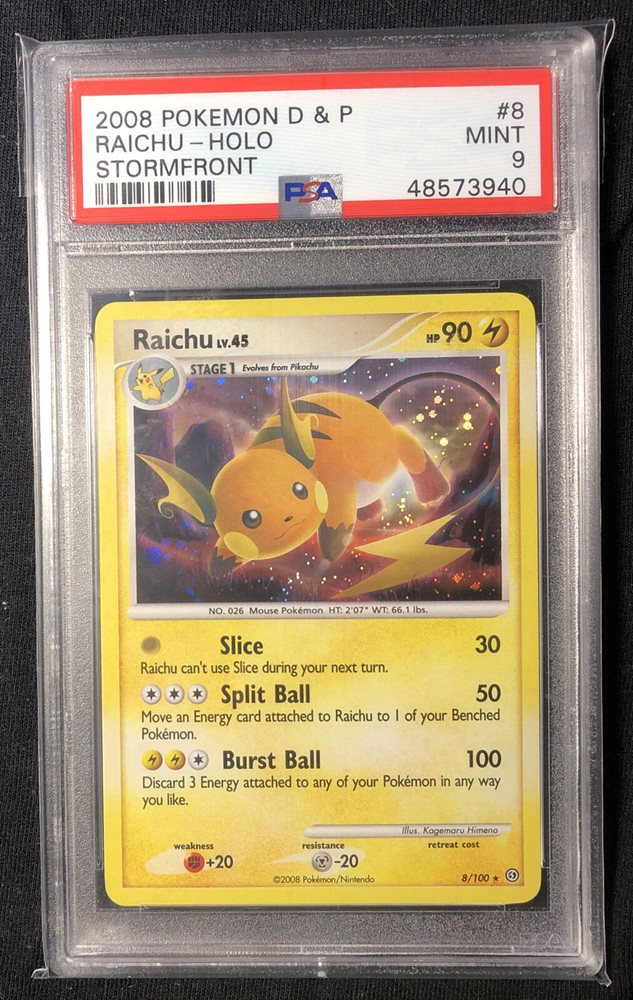 2008 POKEMON D & P #8
RAICHU - HOLO MINT
STORMFRONT 9
PSA 48573940
Raichu LV.45 HP 90
STAGE 1 Evolves from Pikachu
NO. 026 Mouse Pokémon HT: 2'07" WT: 66.1 lbs.
Slice 30
Raichu can't use Slice during your next turn.
Split Ball 50
Move an Energy card attached to Raichu to 1 of your Benched
Pokémon.
Burst Ball 100
Discard 3 Energy attached to any of your Pokémon in any way
you like.
Illus. Kagemaru Himeno
weakness resistance retreat cost
+20 -20
©2008 Pokémon/Nintendo 8/100 ★